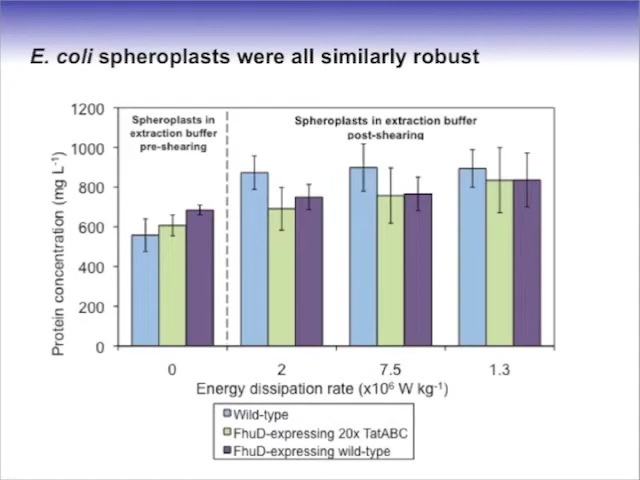 E. coli spheroplasts were all similarly robust
Spheroplasts in
extraction buffer
pre-shearing
Spheroplasts in extraction buffer
post-shearing
Protein concentration (mg L-1)
1200
1000
800
600
400
200
0
0 2 7.5 1.3
Energy dissipation rate (x10⁶ W kg-¹)
Wild-type
FhuD-expressing 20x TatABC
FhuD-expressing wild-type